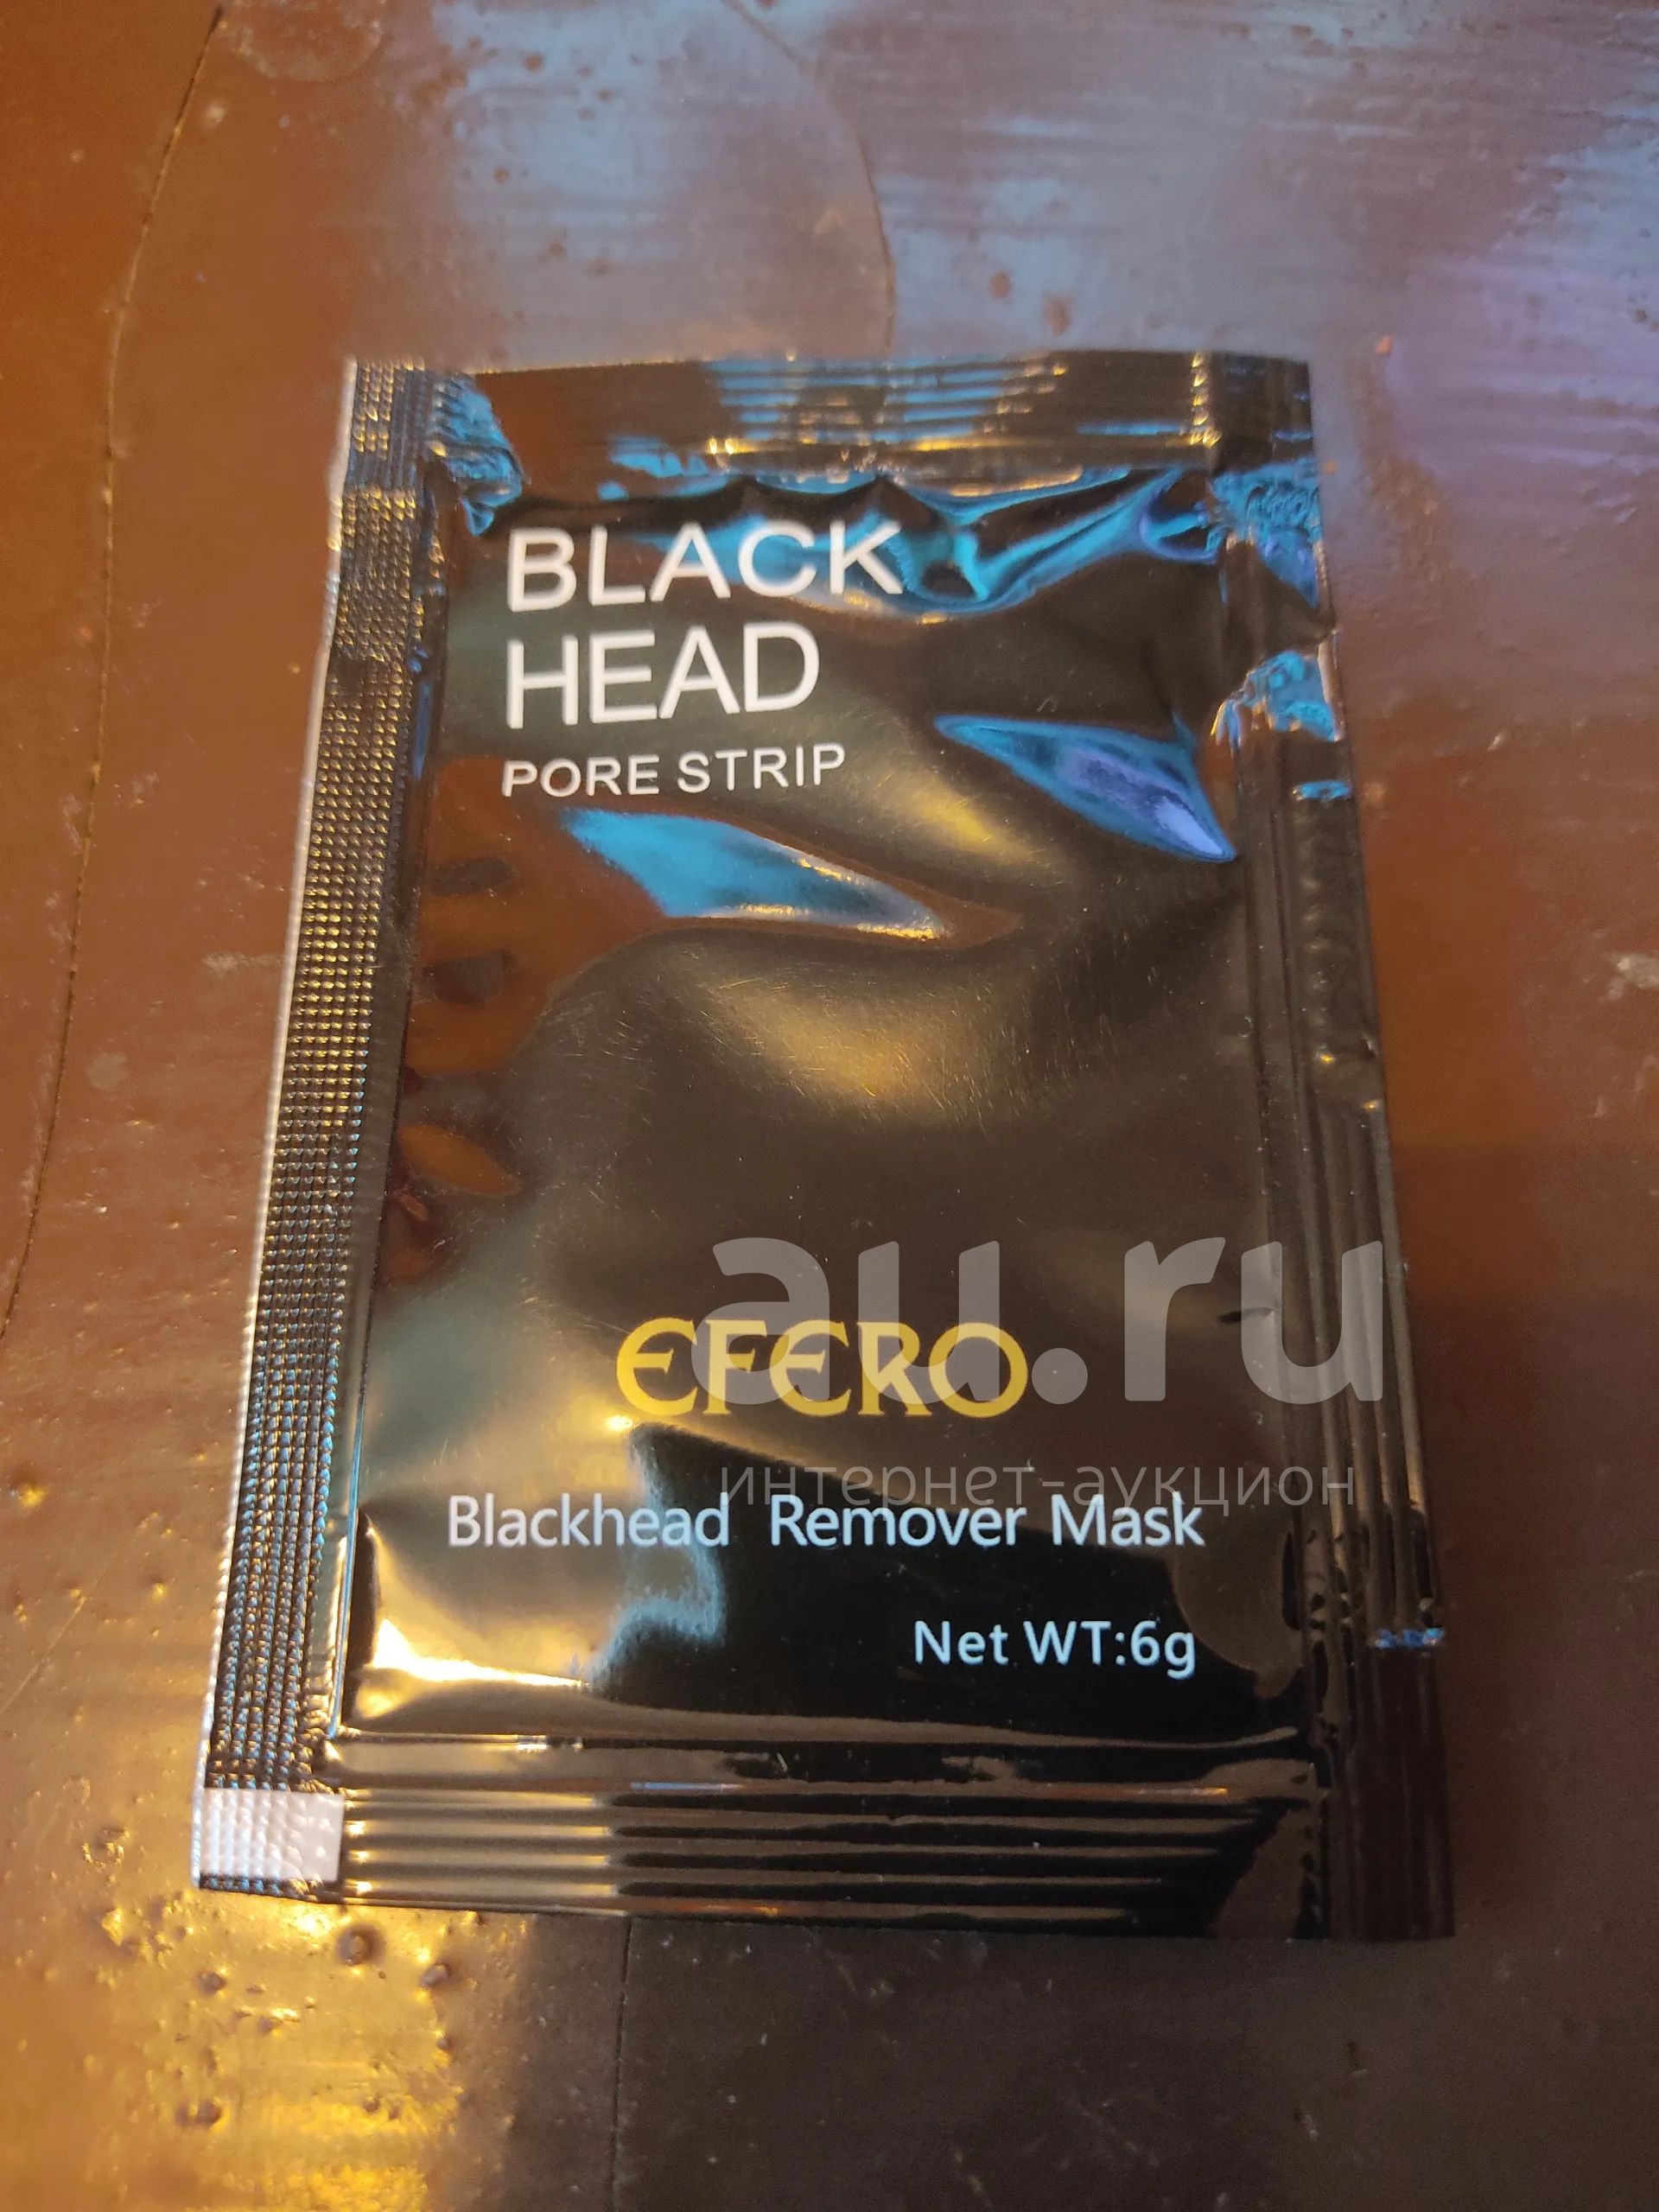 BLACK
HEAD
PORE STRIP
EFERO
au.ru
интернет-аукцион
Blackhead Remover Mask
Net WT:6g